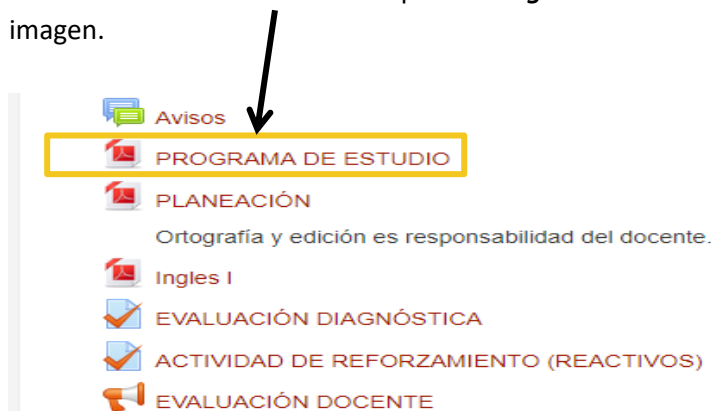 imagen.
Avisos
PROGRAMA DE ESTUDIO
PLANEACIÓN
Ortografía y edición es responsabilidad del docente.
Ingles I
EVALUACIÓN DIAGNÓSTICA
ACTIVIDAD DE REFORZAMIENTO (REACTIVOS)
EVALUACIÓN DOCENTE